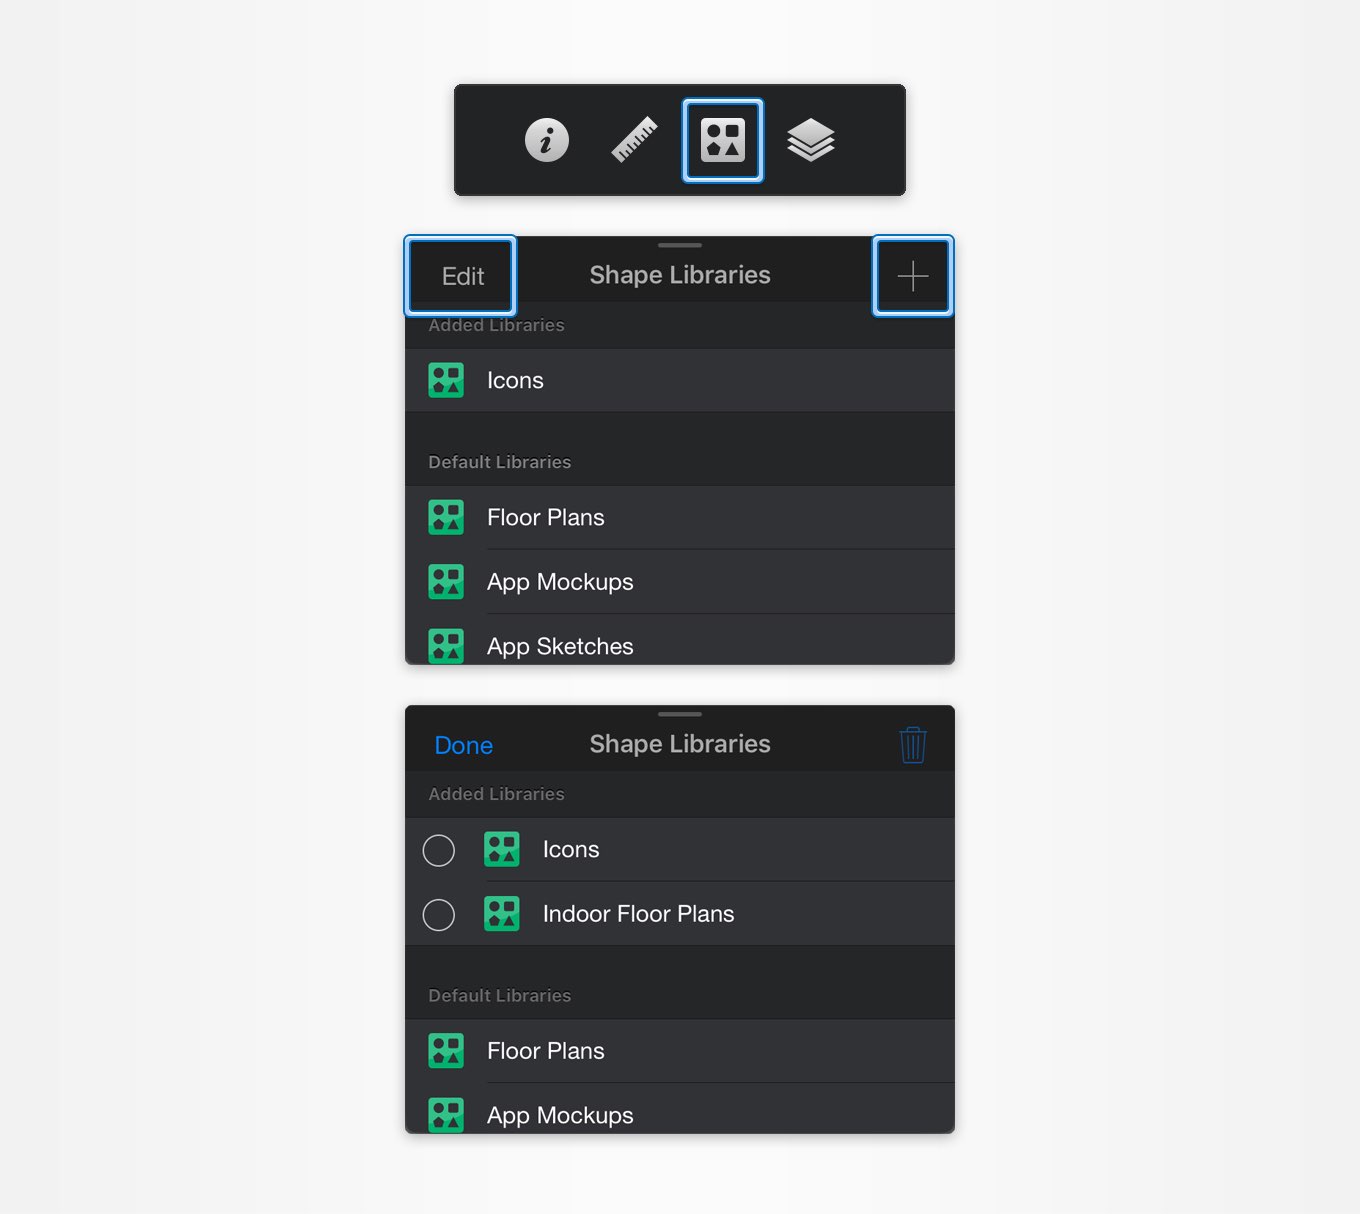 Edit
Shape Libraries
Added Libraries
Icons
Default Libraries
Floor Plans
App Mockups
App Sketches
Done
Shape Libraries
Added Libraries
Icons
Indoor Floor Plans
Default Libraries
Floor Plans
App Mockups